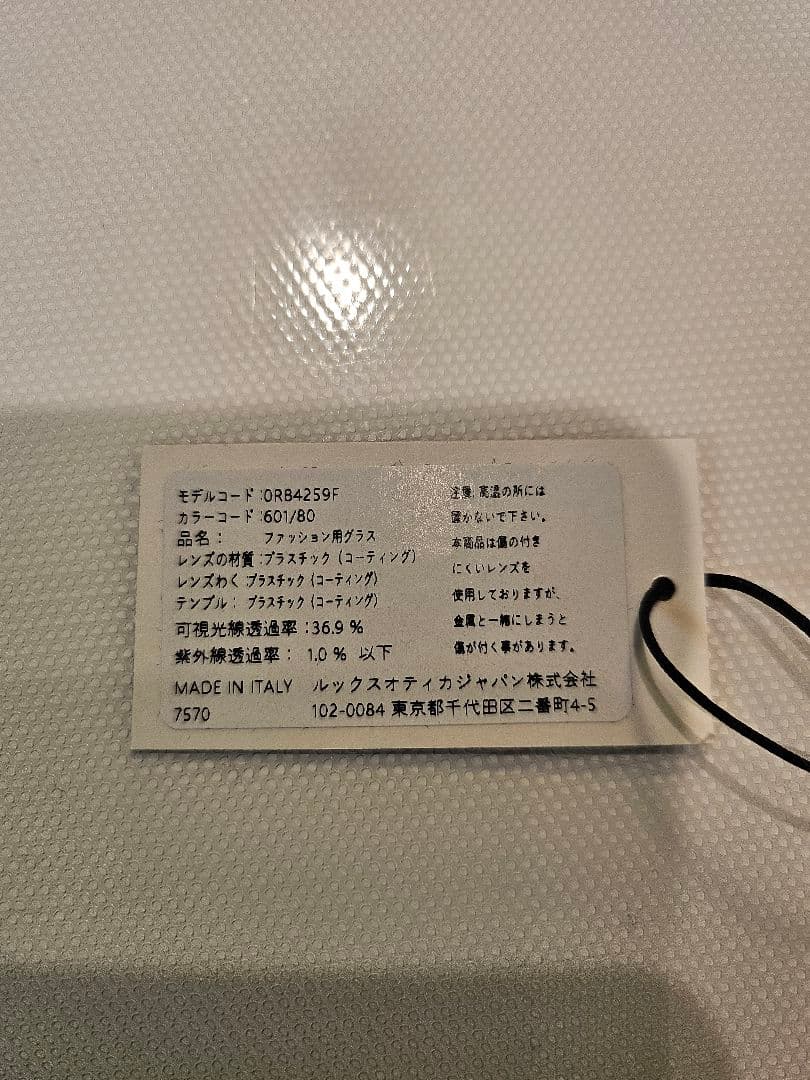 モデルコード:0RB4259F
カラーコード:601/80
品名: ファッション用グラス
レンズの材質:プラスチック(コーティング)
レンズわく:プラスチック(コーティング)
テンプル: プラスチック(コーティング)
可視光線透過率:36.9 %
紫外線透過率: 1.0 % 以下
注意:高温の所には
置かないで下さい。
本商品は傷の付き
にくいレンズを
使用しておりますが、
金属と一緒にしまうと
傷が付く事があります。
MADE IN ITALY ルックスオティカジャパン株式会社
7570 102-0084 東京都千代田区二番町4-5